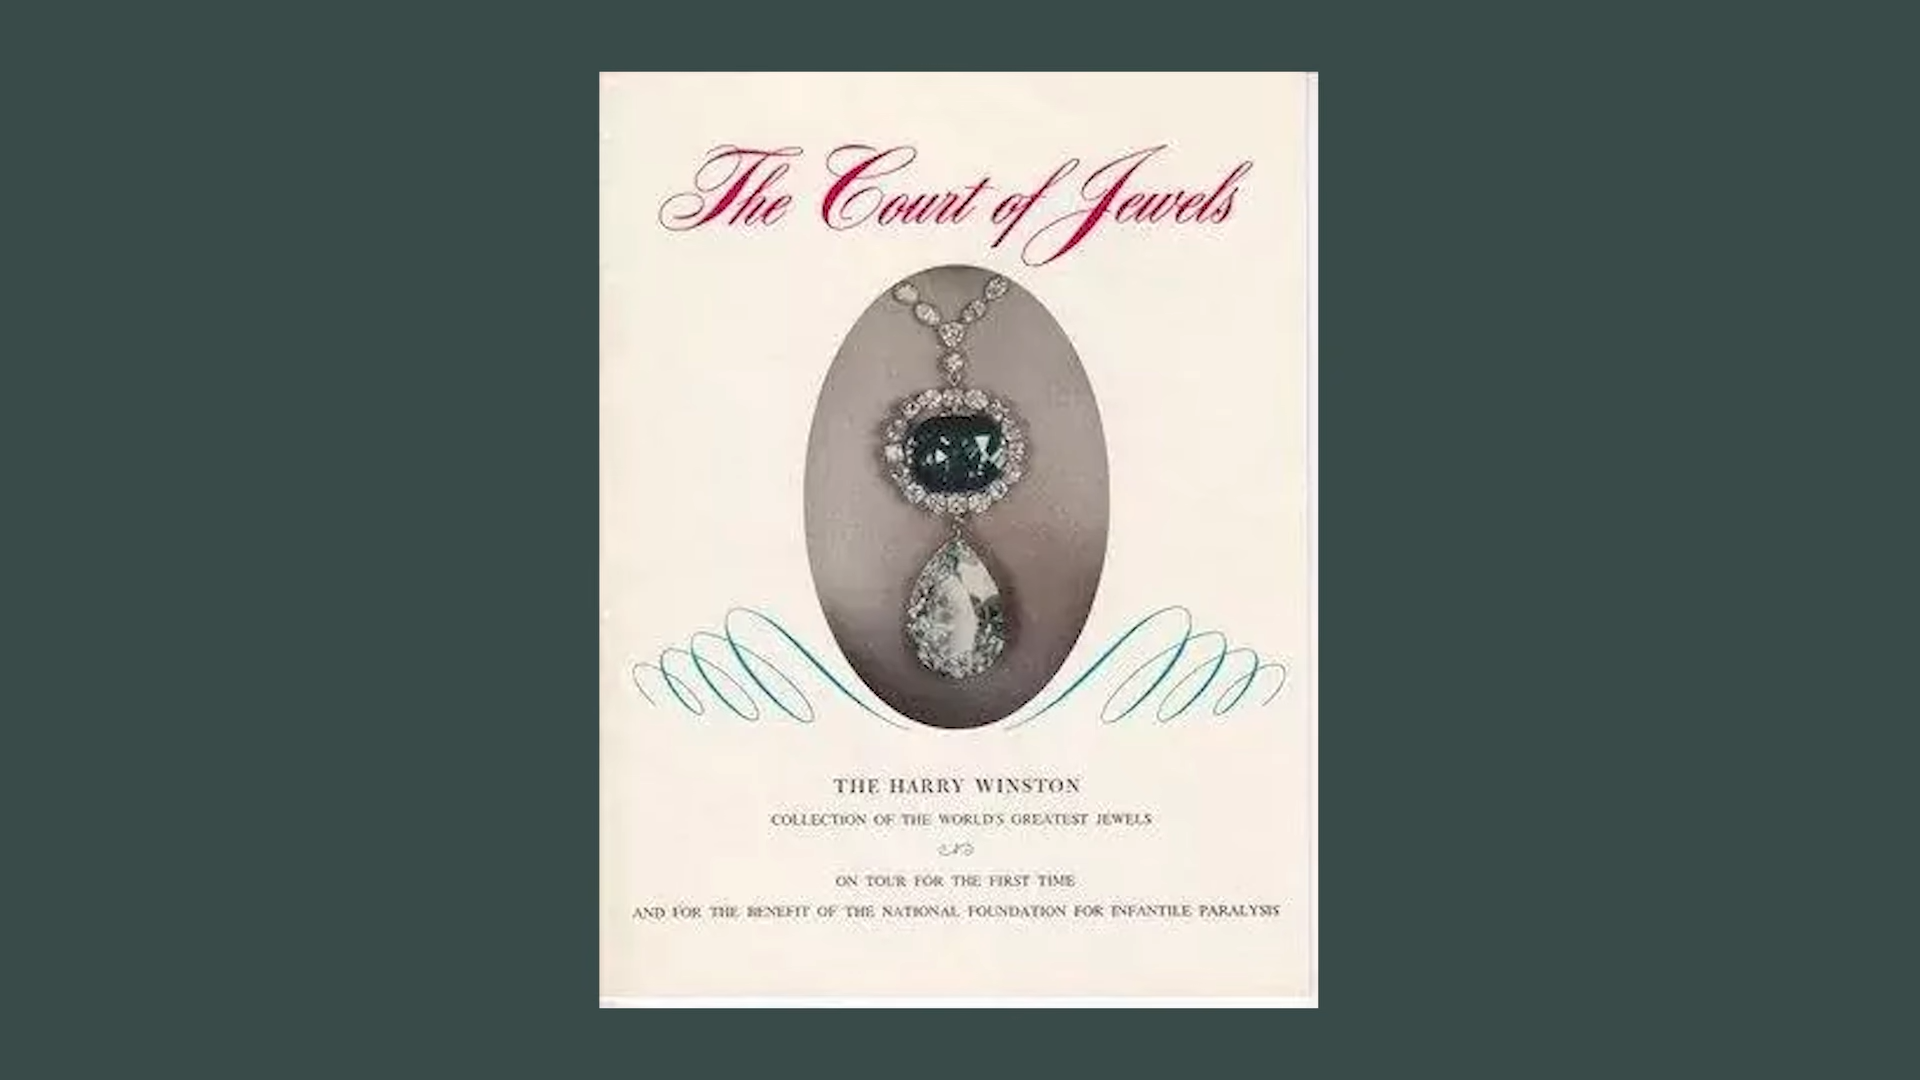 The Court of Jewels
THE HARRY WINSTON
COLLECTION OF THE WORLD'S GREATEST JEWELS
ON TOUR FOR THE FIRST TIME
AND FOR THE BENEFIT OF THE NATIONAL FOUNDATION FOR INFANTILE PARALYSIS